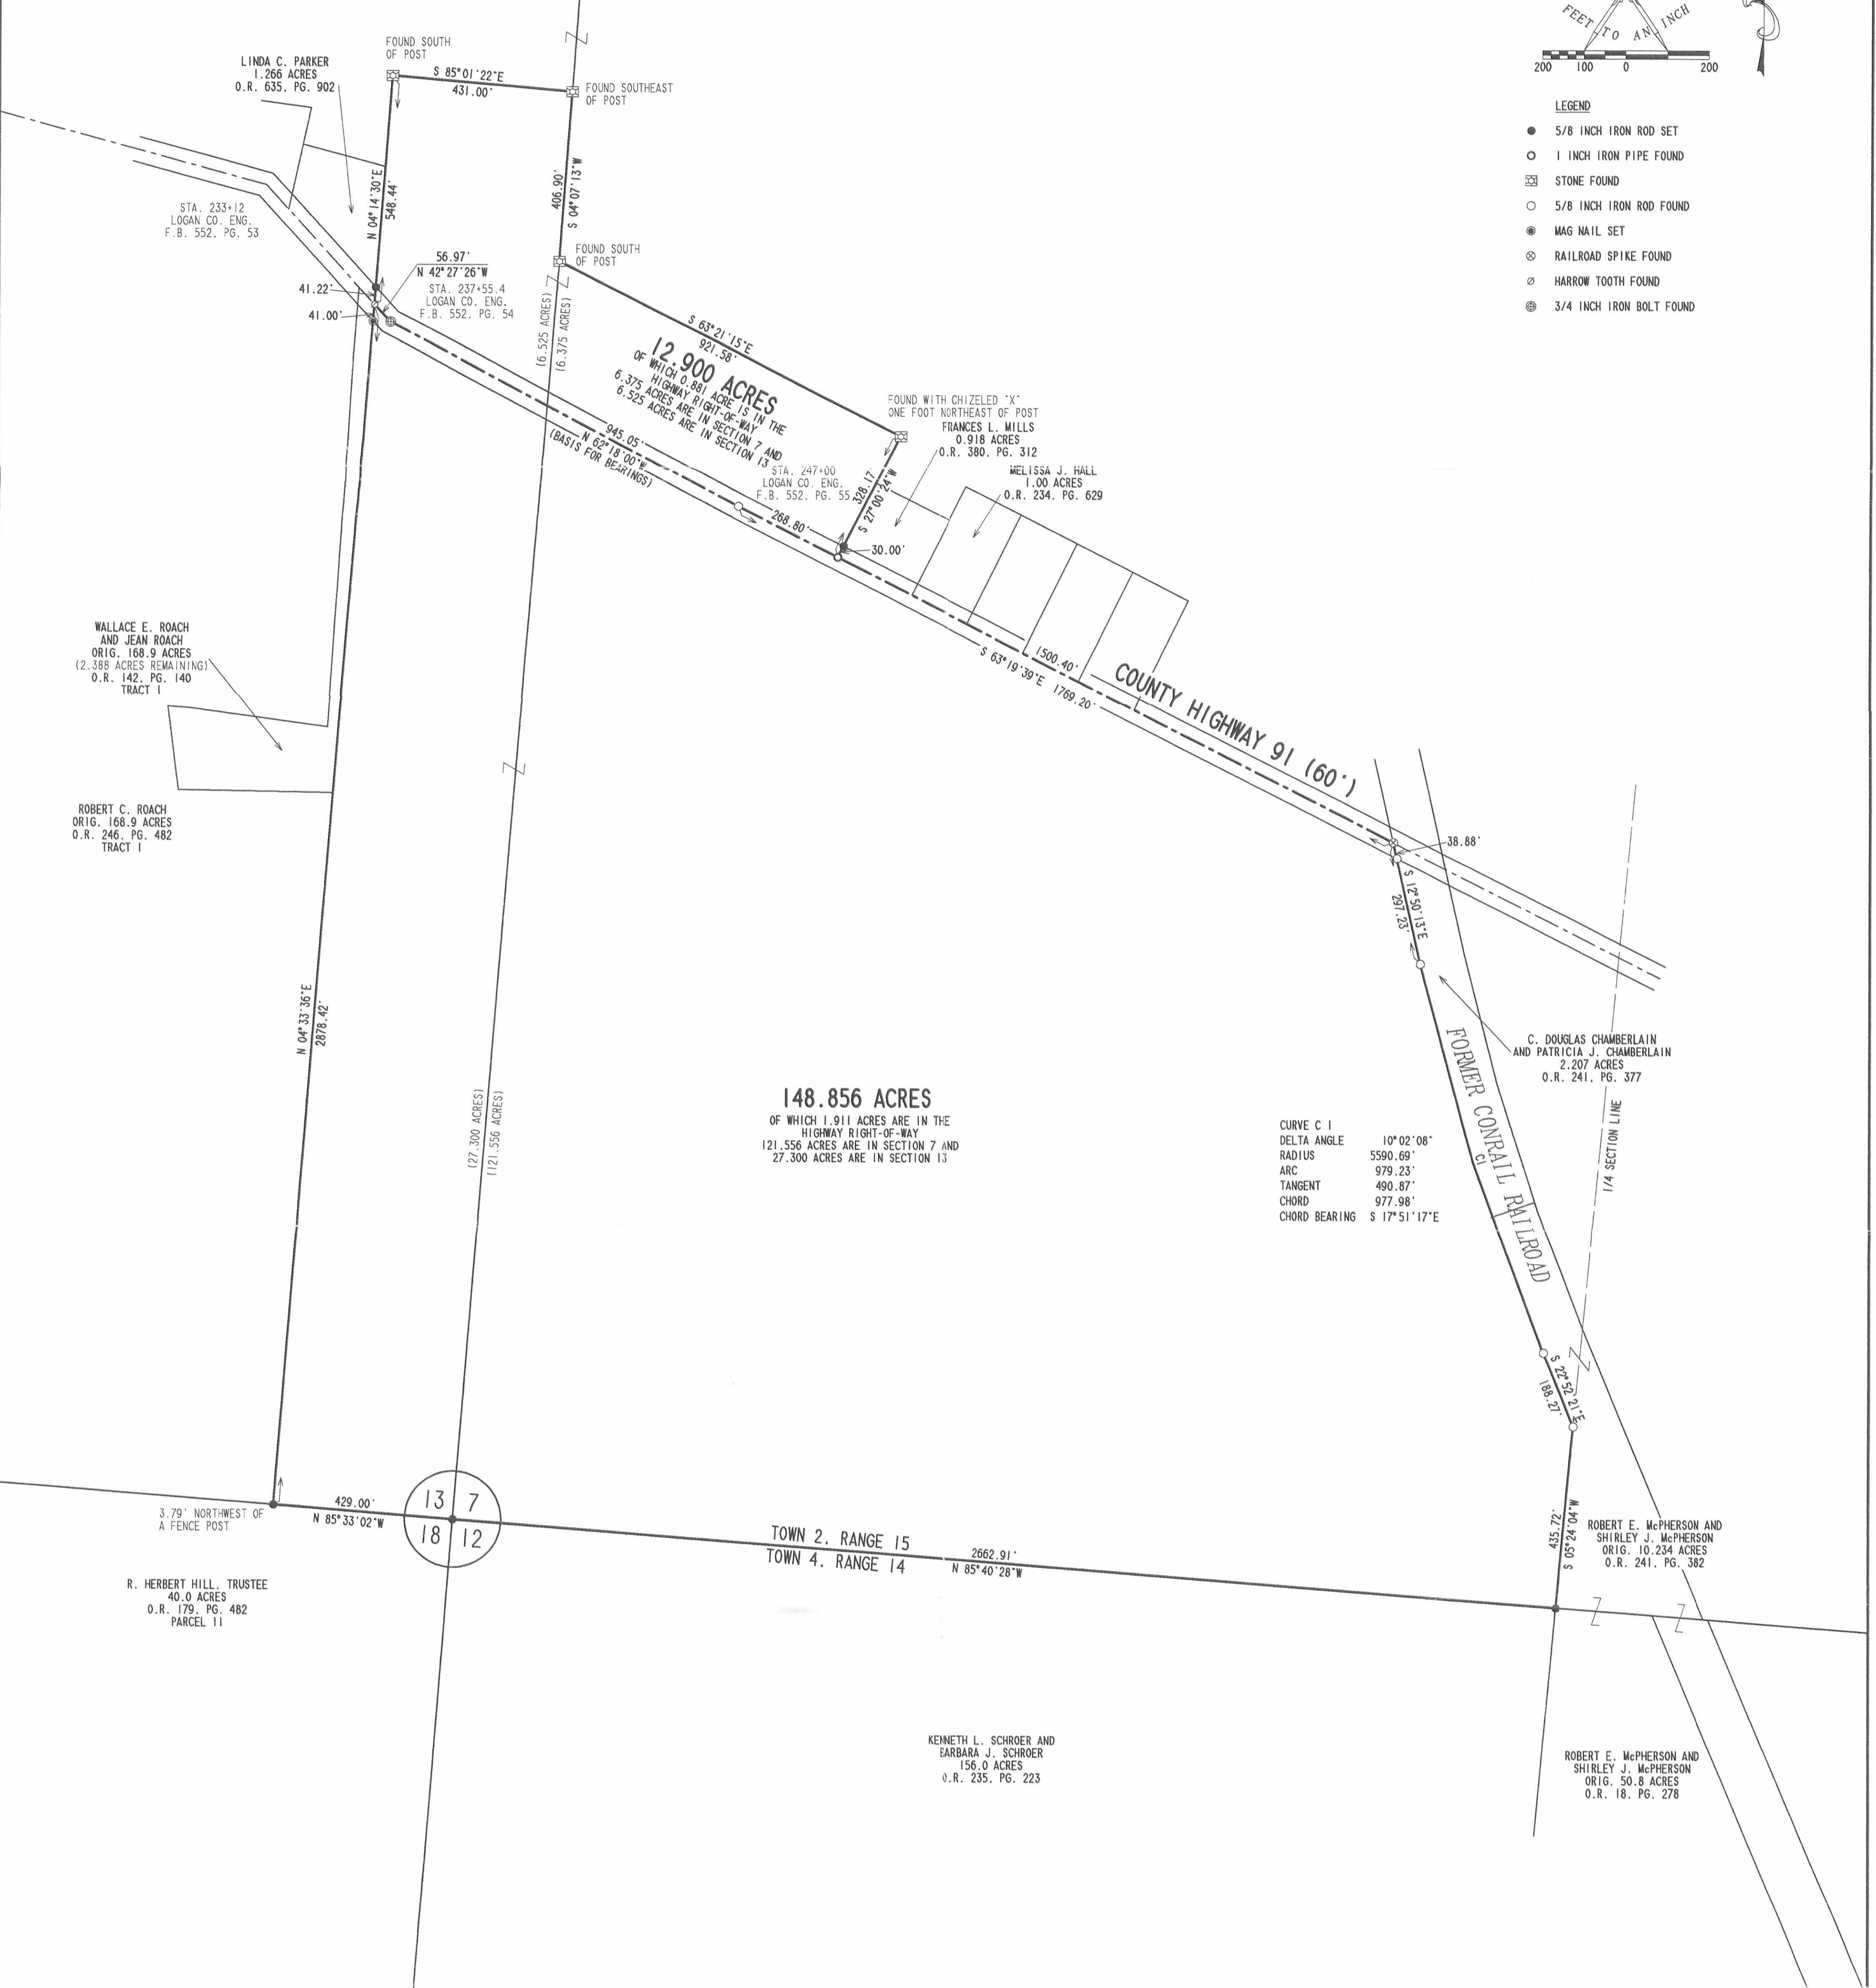 FEET TO AN INCH
200 100 0 200
LEGEND
5/8 INCH IRON ROD SET
1 INCH IRON PIPE FOUND
STONE FOUND
5/8 INCH IRON ROD FOUND
MAG NAIL SET
RAILROAD SPIKE FOUND
HARROW TOOTH FOUND
3/4 INCH IRON BOLT FOUND
FOUND SOUTH
OF POST
LINDA C. PARKER
1.266 ACRES
O.R. 635, PG. 902
S 85°01'22"E
431.00'
FOUND SOUTHEAST
OF POST
N 04°14'30"E
548.44'
406.90'
S 04°07'13"W
STA. 233+12
LOGAN CO. ENG.
F.B. 552, PG. 53
FOUND SOUTH
OF POST
56.97'
N 42°27'26"W
STA. 237+55.4
LOGAN CO. ENG.
F.B. 552, PG. 54
41.22'
41.00'
(6.525 ACRES)
(6.375 ACRES)
S 63°21'15"E
921.58'
12.900 ACRES
OF WHICH 0.881 ACRE IS IN THE
HIGHWAY RIGHT-OF-WAY
6.375 ACRES ARE IN SECTION 7 AND
6.525 ACRES ARE IN SECTION 13
945.05'
N 62°18'00"W
(BASIS FOR BEARINGS)
FOUND WITH CHIZELED "X"
ONE FOOT NORTHEAST OF POST
FRANCES L. MILLS
0.918 ACRES
O.R. 380, PG. 312
MELISSA J. HALL
1.00 ACRES
O.R. 234, PG. 629
STA. 247+00
LOGAN CO. ENG.
F.B. 552, PG. 55
328.17'
S 27°00'24"W
268.80'
30.00'
1500.40'
S 63°19'39"E 1769.20'
COUNTY HIGHWAY 91 (60')
WALLACE E. ROACH
AND JEAN ROACH
ORIG. 168.9 ACRES
(2.388 ACRES REMAINING)
O.R. 142, PG. 140
TRACT I
ROBERT C. ROACH
ORIG. 168.9 ACRES
O.R. 246, PG. 482
TRACT I
38.88'
S 12°50'13"E
297.23'
N 04°33'36"E
2878.42'
C. DOUGLAS CHAMBERLAIN
AND PATRICIA J. CHAMBERLAIN
2.207 ACRES
O.R. 241, PG. 377
FORMER CONRAIL RAILROAD
C1
1/4 SECTION LINE
(27.300 ACRES)
(121.556 ACRES)
148.856 ACRES
OF WHICH 1.911 ACRES ARE IN THE
HIGHWAY RIGHT-OF-WAY
121.556 ACRES ARE IN SECTION 7 AND
27.300 ACRES ARE IN SECTION 13
CURVE C 1
DELTA ANGLE 10°02'08"
RADIUS 5590.69'
ARC 979.23'
TANGENT 490.87'
CHORD 977.98'
CHORD BEARING S 17°51'17"E
S 22°52'21"E
188.27'
435.72'
S 05°24'04"W
3.79' NORTHWEST OF
A FENCE POST
429.00'
N 85°33'02"W
13 7
18 12
TOWN 2, RANGE 15
TOWN 4, RANGE 14
2662.91'
N 85°40'28"W
ROBERT E. McPHERSON AND
SHIRLEY J. McPHERSON
ORIG. 10.234 ACRES
O.R. 241, PG. 382
R. HERBERT HILL, TRUSTEE
40.0 ACRES
O.R. 179, PG. 482
PARCEL II
KENNETH L. SCHROER AND
BARBARA J. SCHROER
156.0 ACRES
O.R. 235, PG. 223
ROBERT E. McPHERSON AND
SHIRLEY J. McPHERSON
ORIG. 50.8 ACRES
O.R. 18, PG. 278